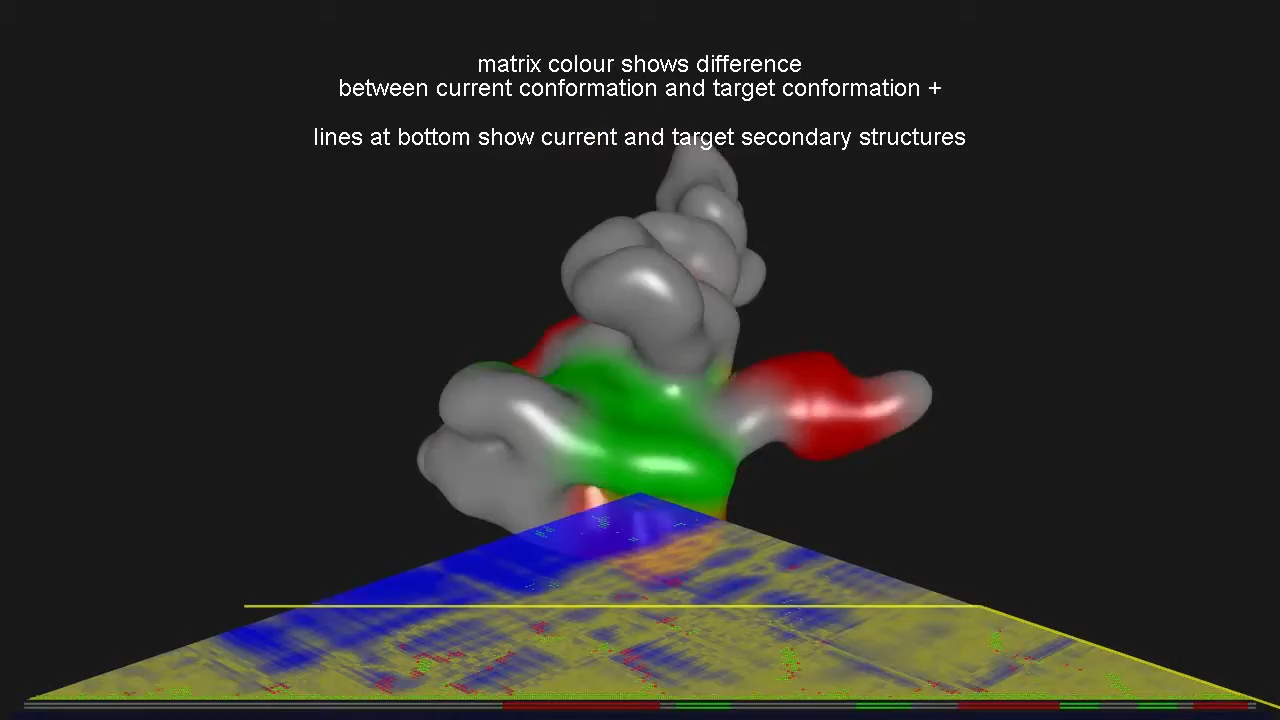 matrix colour shows difference
between current conformation and target conformation +
lines at bottom show current and target secondary structures